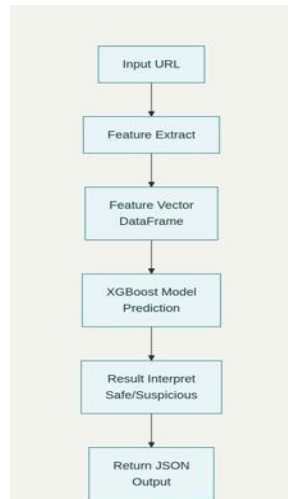 Input URL
Feature Extract
Feature Vector
DataFrame
XGBoost Model
Prediction
Result Interpret
Safe/Suspicious
Return JSON
Output